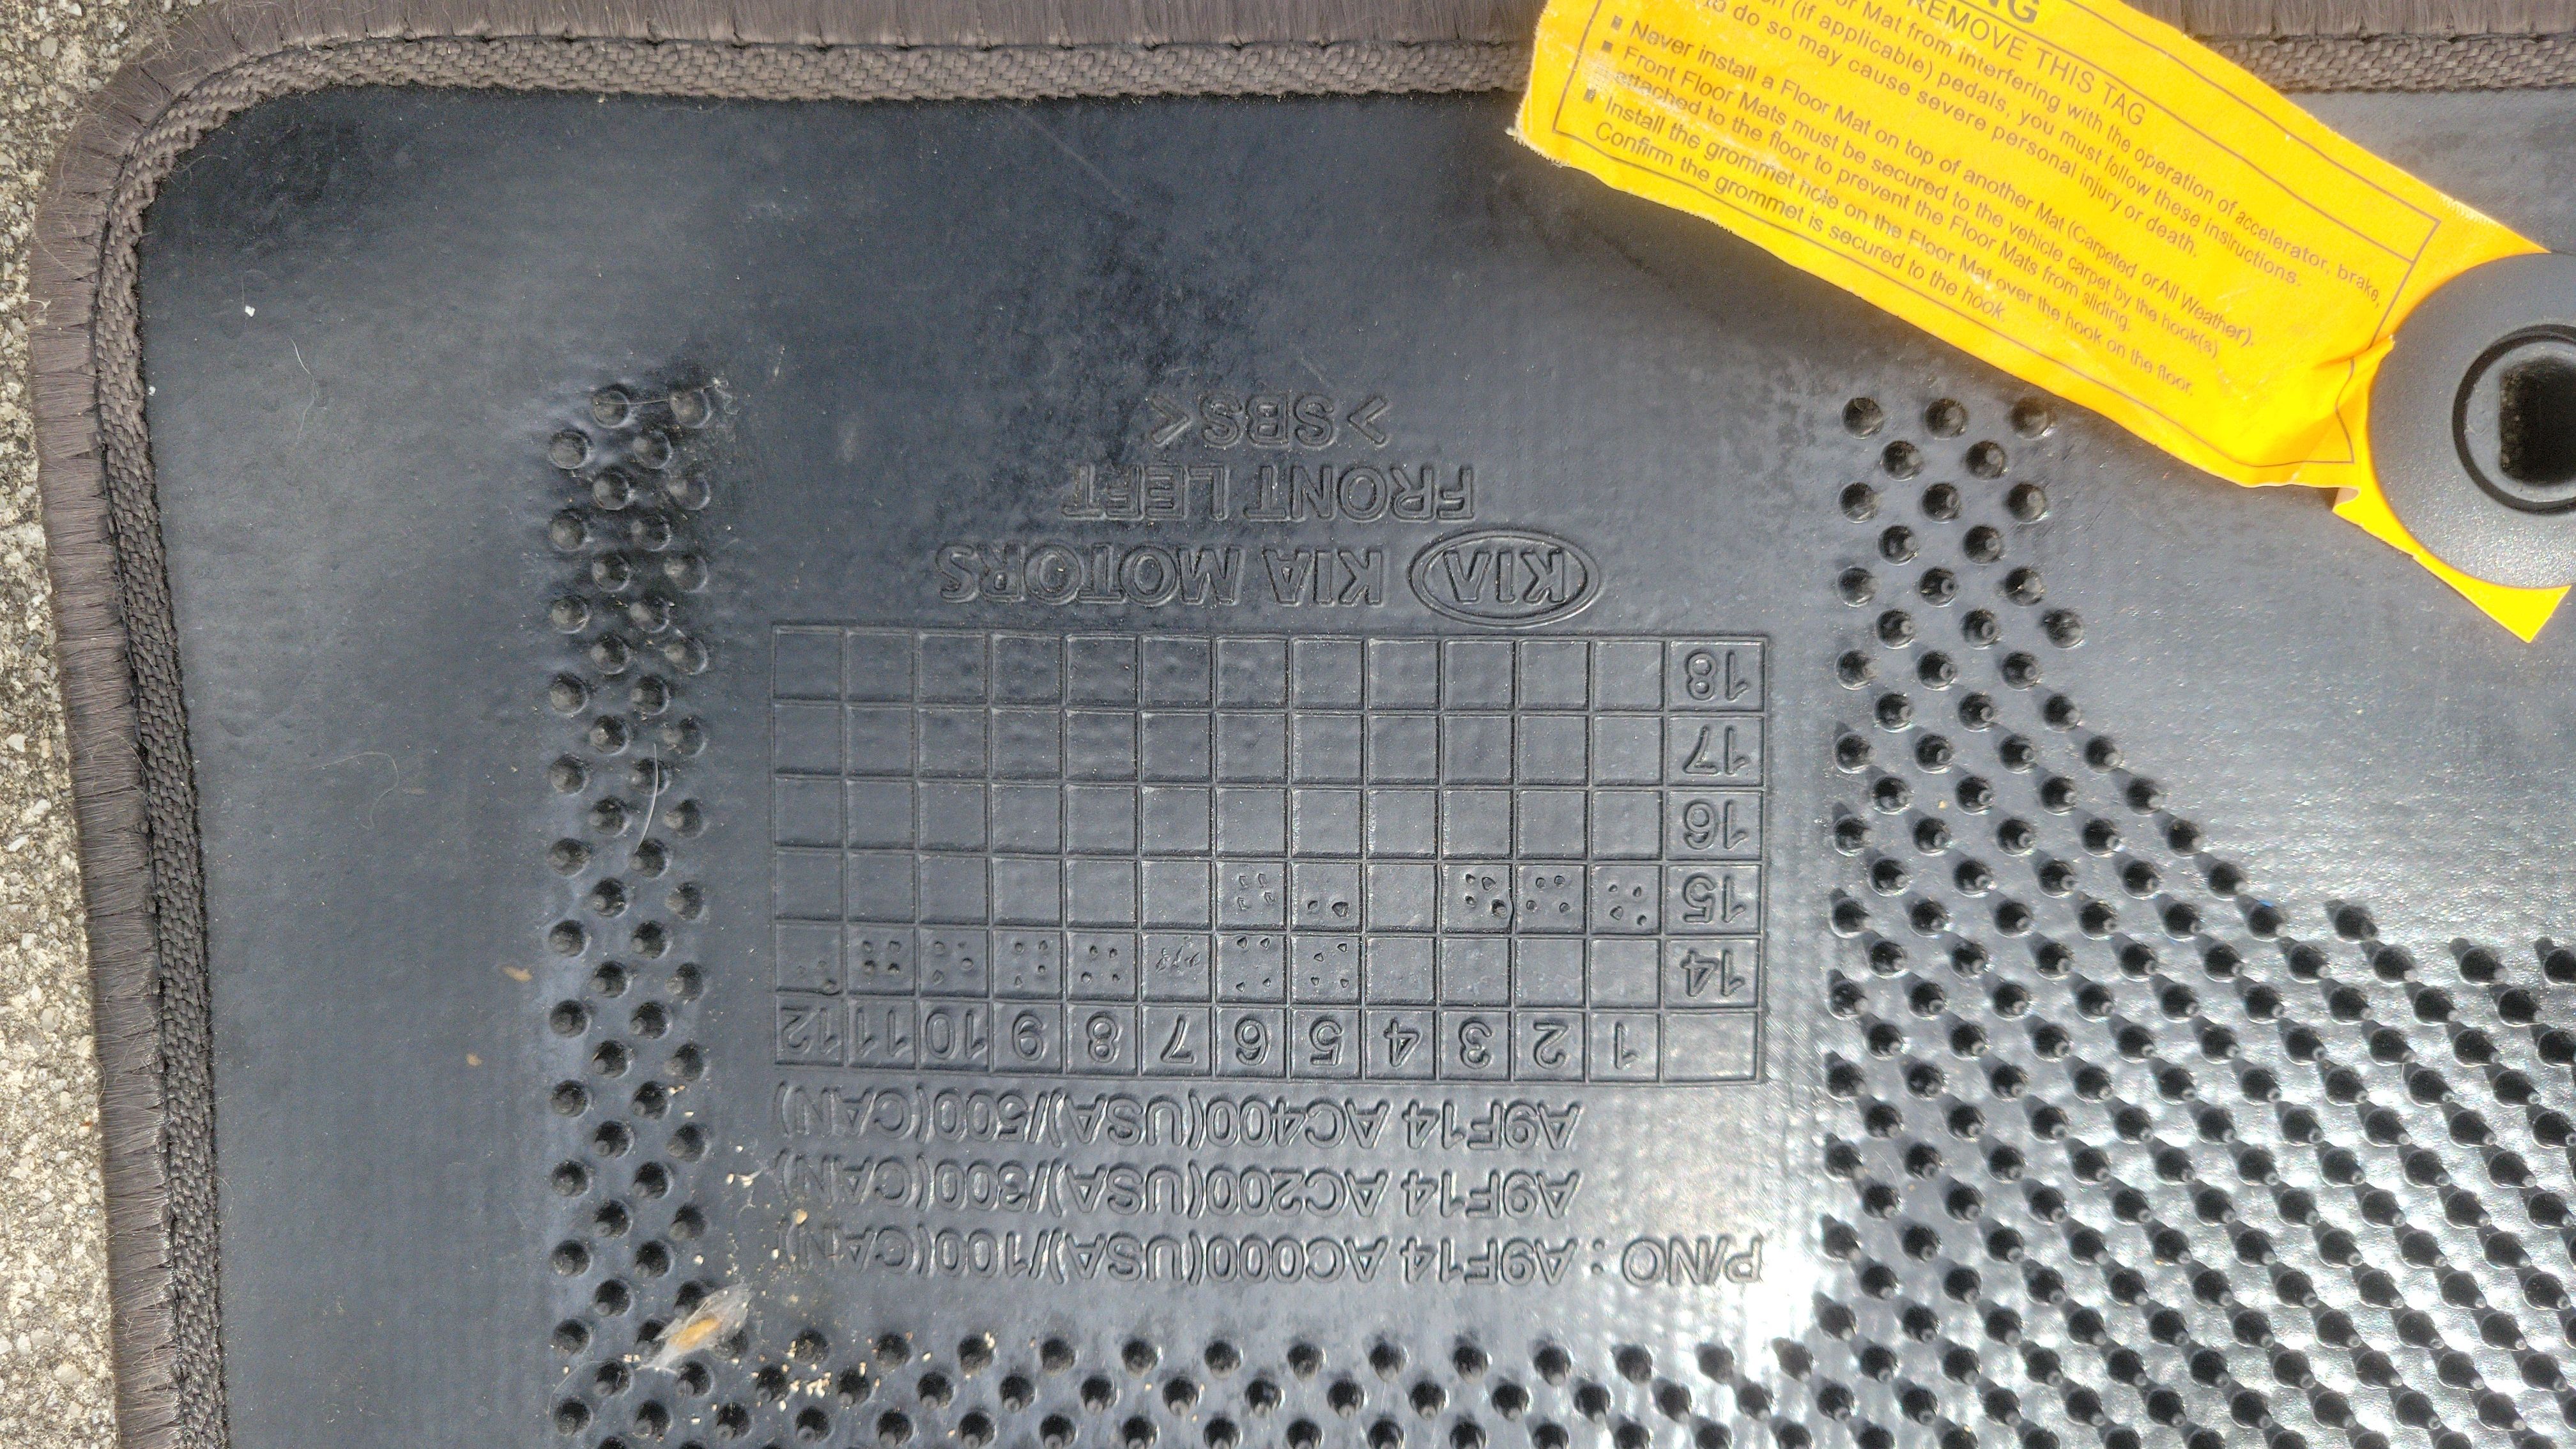 P/NO : A9F14 AC000(USA)/100(CAN)
A9F14 AC200(USA)/300(CAN)
A9F14 AC400(USA)/500(CAN)
1 2 3 4 5 6 7 8 9 10 11 12
14
15
16
17
18
KIA KIA MOTORS
FRONT LEFT
>SBS<
REMOVE THIS TAG
Mat from interfering with the operation of accelerator, brake,
(if applicable) pedals, you must follow these instructions.
to do so may cause severe personal injury or death.
▪ Never install a Floor Mat on top of another Mat (Carpeted or All Weather).
▪ Front Floor Mats must be secured to the vehicle carpet by the hook(s)
attached to the floor to prevent the Floor Mats from sliding.
▪ Install the grommet hole on the Floor Mat over the hook on the floor.
Confirm the grommet is secured to the hook.